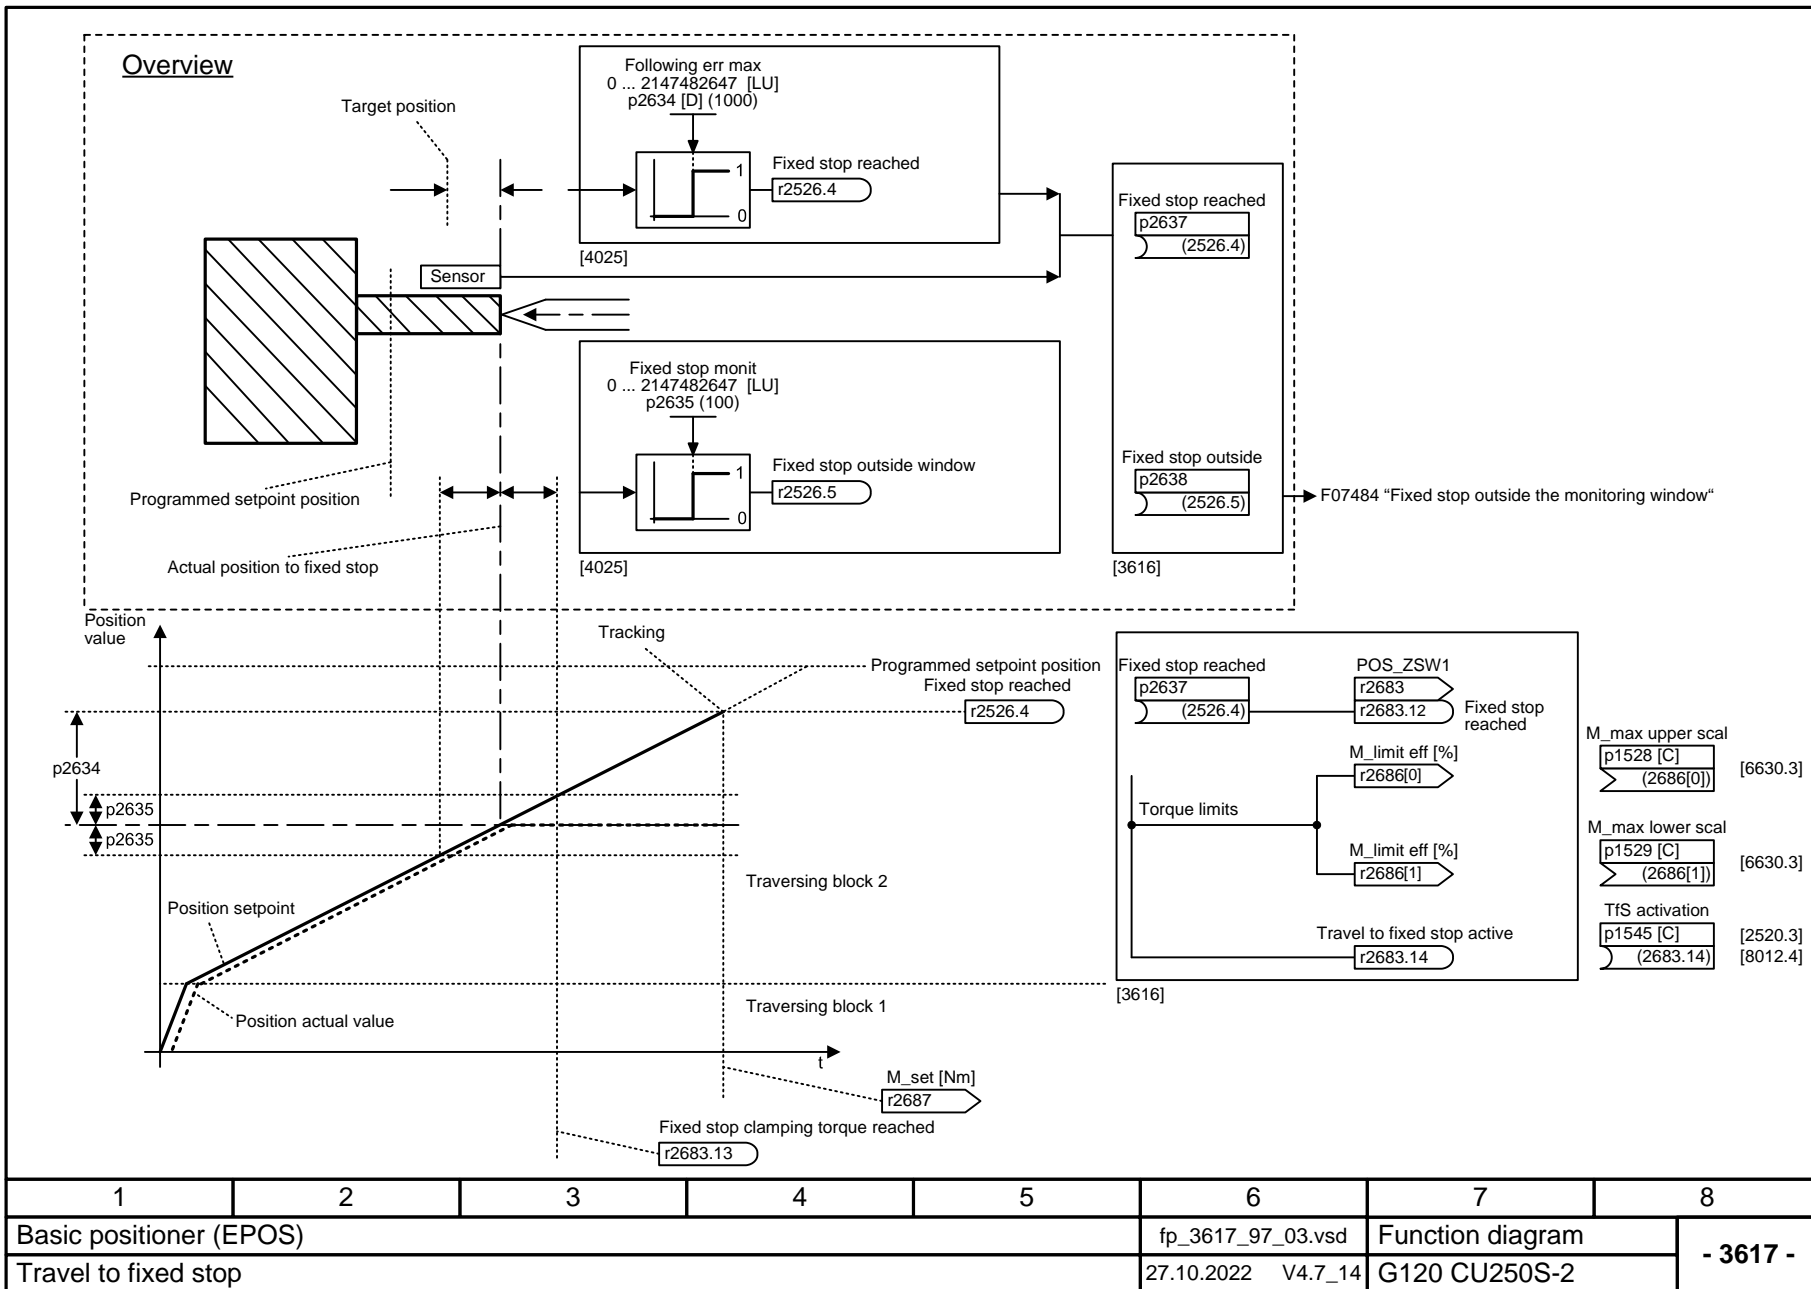 Overview
Target position
Following err max
0 ... 2147482647 [LU]
p2634 [D] (1000)
1
0
Fixed stop reached
r2526.4
[4025]
Sensor
Fixed stop reached
p2637
(2526.4)
Fixed stop monit
0 ... 2147482647 [LU]
p2635 (100)
1
0
Fixed stop outside window
r2526.5
[4025]
Fixed stop outside
p2638
(2526.5)
[3616]
F07484 “Fixed stop outside the monitoring window“
Programmed setpoint position
Actual position to fixed stop
Position
value
Tracking
Programmed setpoint position
Fixed stop reached
r2526.4
p2634
p2635
p2635
Traversing block 2
Position setpoint
Position actual value
Traversing block 1
t
M_set [Nm]
r2687
Fixed stop clamping torque reached
r2683.13
Fixed stop reached
p2637
(2526.4)
POS_ZSW1
r2683
r2683.12
Fixed stop
reached
M_limit eff [%]
r2686[0]
Torque limits
M_limit eff [%]
r2686[1]
Travel to fixed stop active
r2683.14
[3616]
M_max upper scal
p1528 [C]
(2686[0])
[6630.3]
M_max lower scal
p1529 [C]
(2686[1])
[6630.3]
TfS activation
p1545 [C]
(2683.14)
[2520.3]
[8012.4]
1 2 3 4 5 6 7 8
Basic positioner (EPOS)
fp_3617_97_03.vsd
Function diagram
- 3617 -
Travel to fixed stop
27.10.2022 V4.7_14
G120 CU250S-2